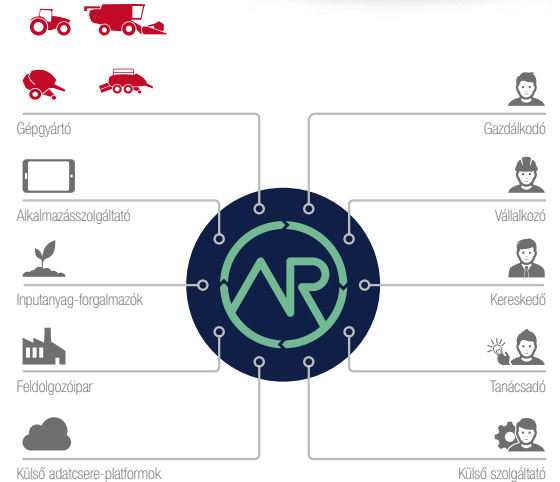 Gépgyártó
Gazdálkodó
Alkalmazásszolgáltató
Vállalkozó
AR
Inputanyag-forgalmazók
Kereskedő
Feldolgozóipar
Tanácsadó
Külső adatcsere-platformok
Külső szolgáltató